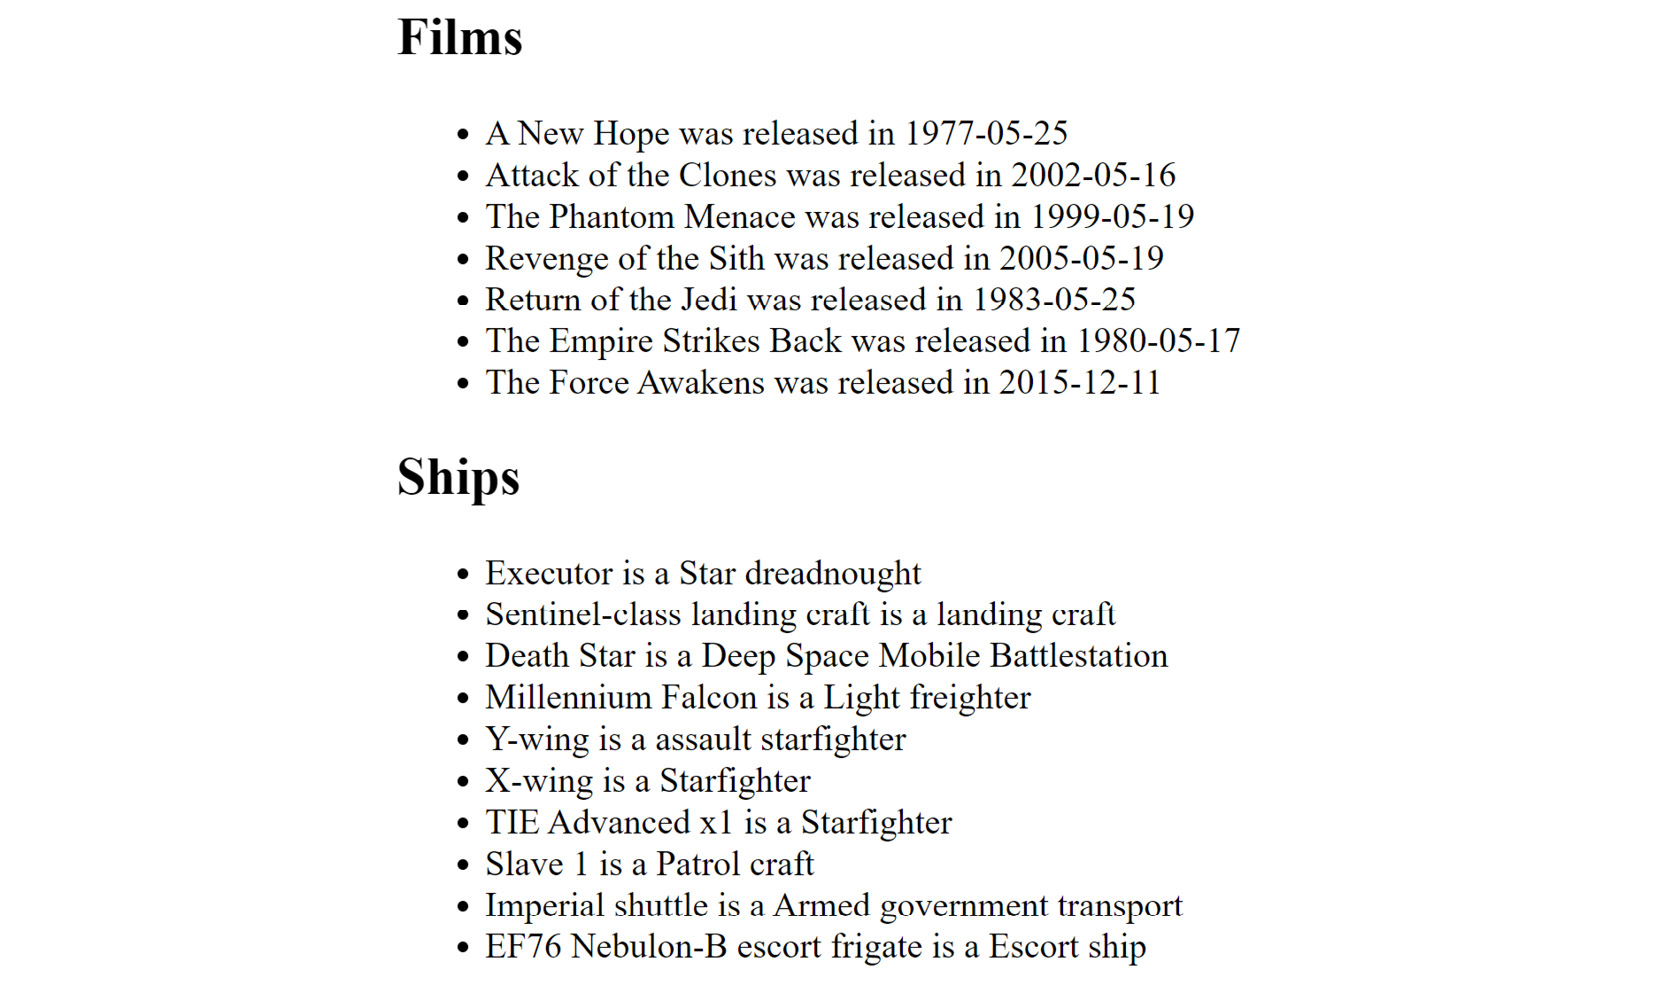 Films
A New Hope was released in 1977-05-25
Attack of the Clones was released in 2002-05-16
The Phantom Menace was released in 1999-05-19
Revenge of the Sith was released in 2005-05-19
Return of the Jedi was released in 1983-05-25
The Empire Strikes Back was released in 1980-05-17
The Force Awakens was released in 2015-12-11
Ships
Executor is a Star dreadnought
Sentinel-class landing craft is a landing craft
Death Star is a Deep Space Mobile Battlestation
Millennium Falcon is a Light freighter
Y-wing is a assault starfighter
X-wing is a Starfighter
TIE Advanced x1 is a Starfighter
Slave 1 is a Patrol craft
Imperial shuttle is a Armed government transport
EF76 Nebulon-B escort frigate is a Escort ship